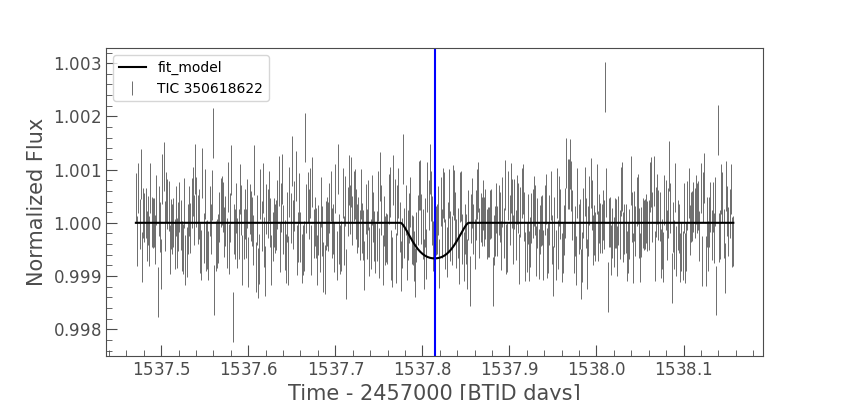 fit_model
TIC 350618622
1.003
1.002
1.001
1.000
0.999
0.998
Normalized Flux
1537.5 1537.6 1537.7 1537.8 1537.9 1538.0 1538.1
Time - 2457000 [BTJD days]